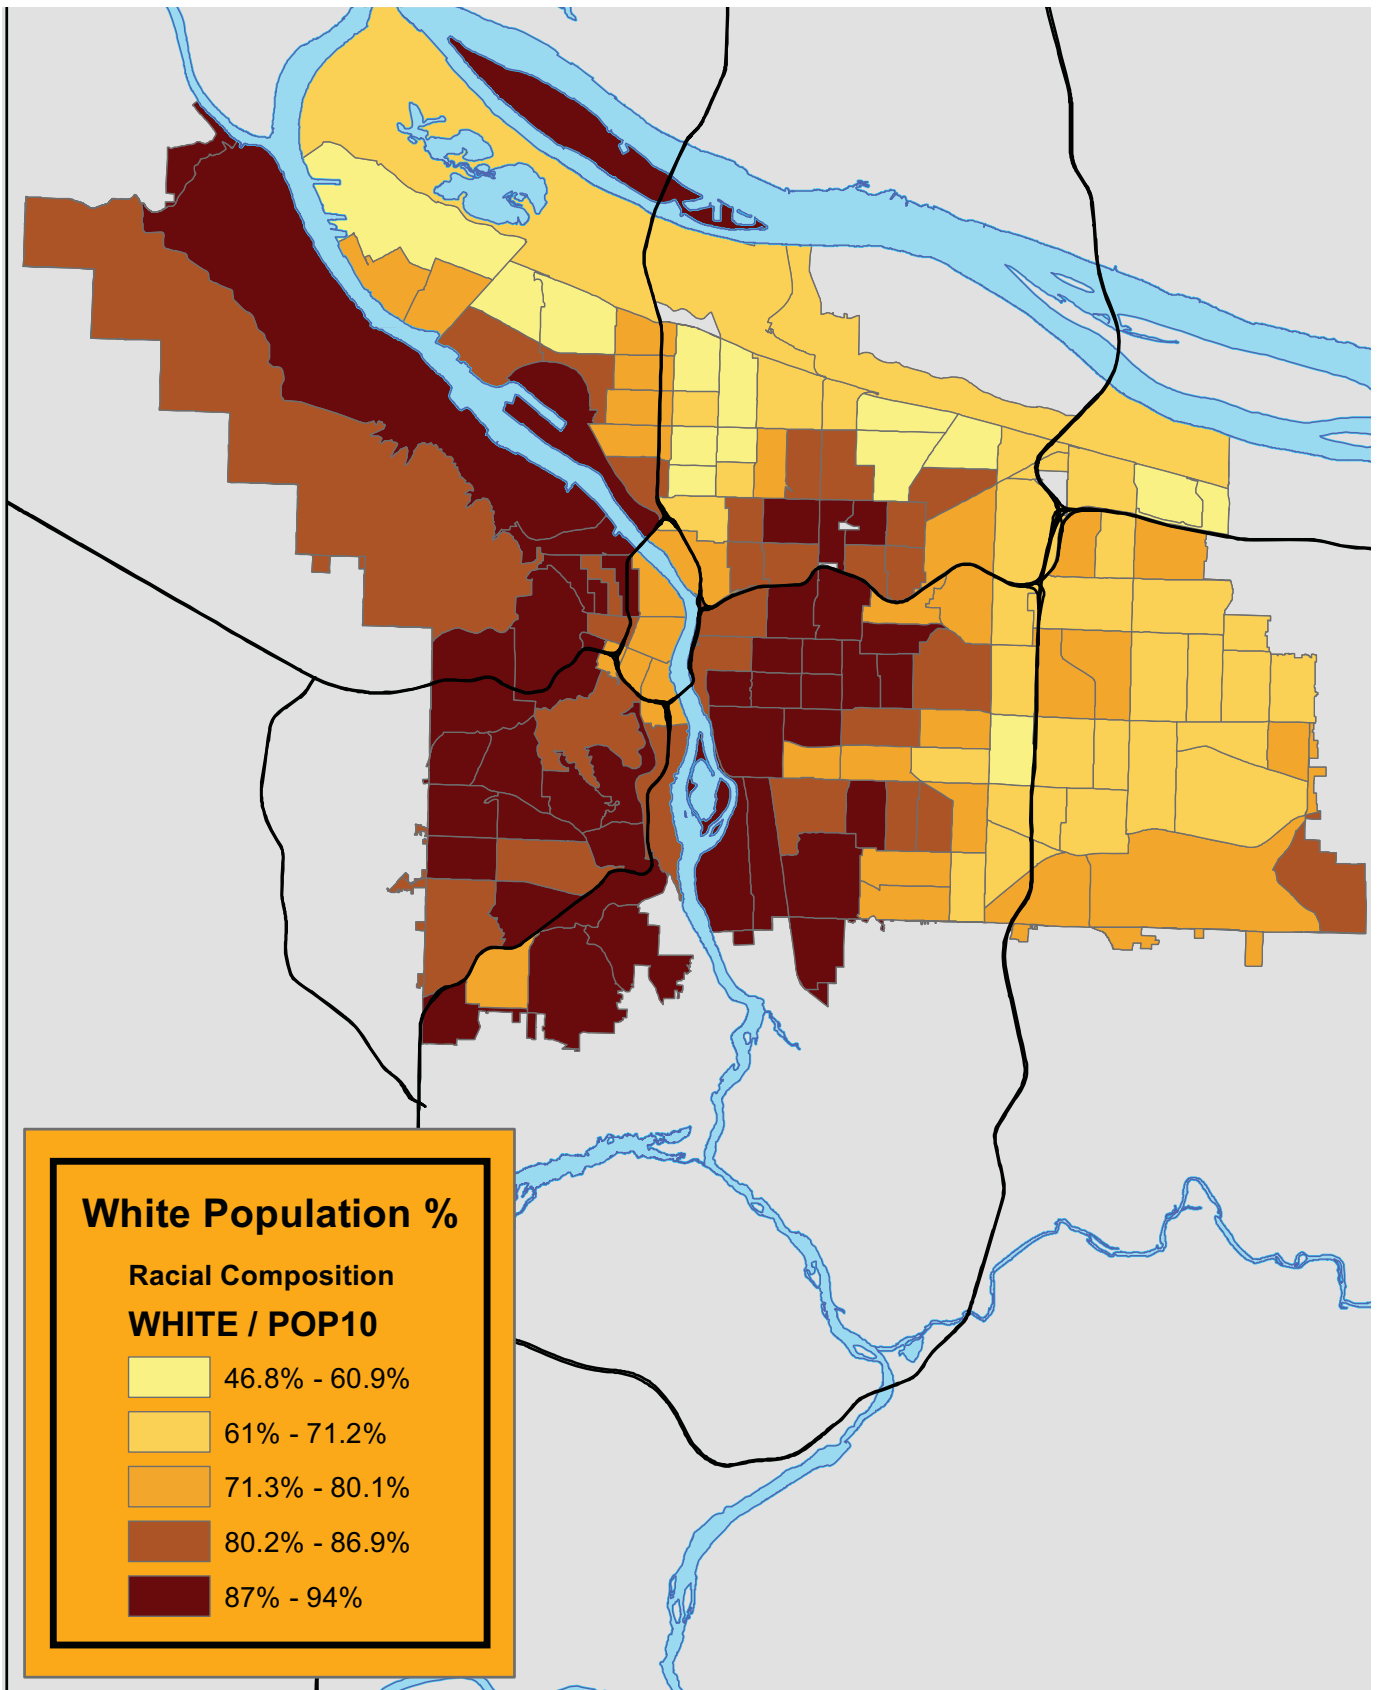 White Population %
Racial Composition
WHITE / POP10
46.8% - 60.9%
61% - 71.2%
71.3% - 80.1%
80.2% - 86.9%
87% - 94%